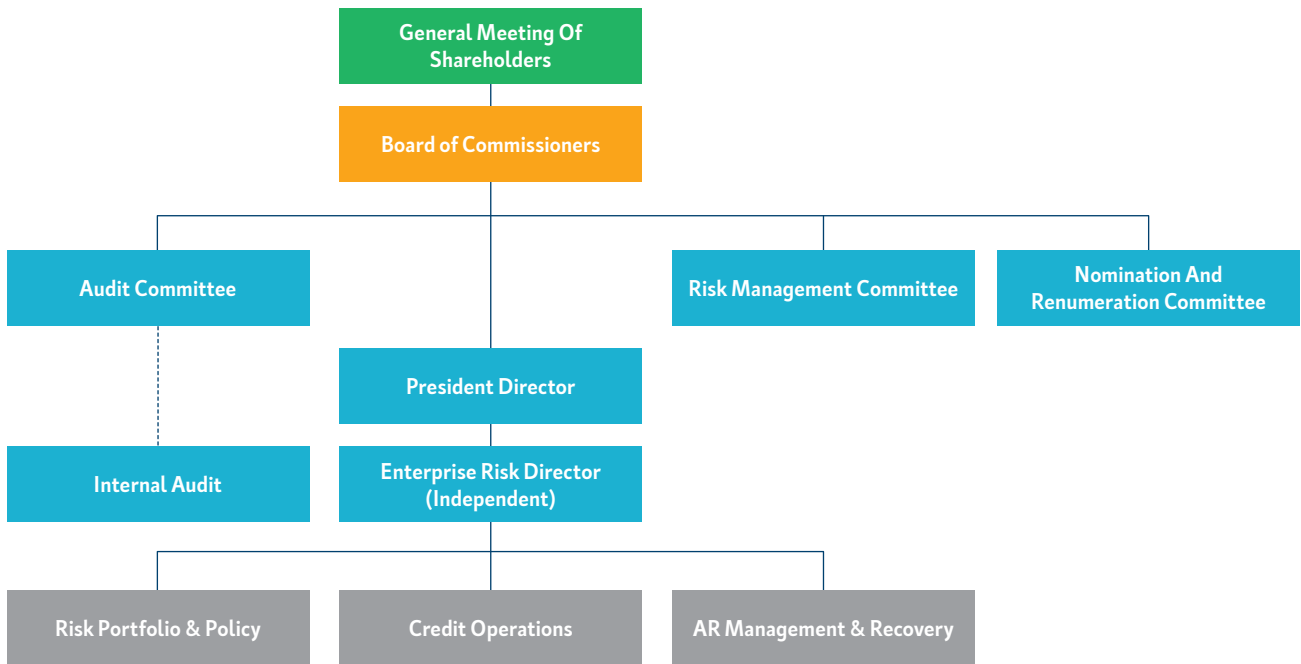 General Meeting Of
Shareholders
Board of Commissioners
Audit Committee
Risk Management Committee
Nomination And
Renumeration Committee
President Director
Internal Audit
Enterprise Risk Director
(Independent)
Risk Portfolio & Policy
Credit Operations
AR Management & Recovery